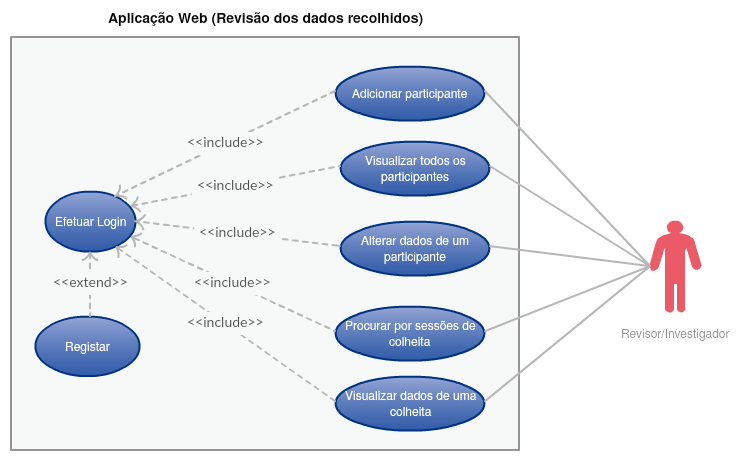 Aplicação Web (Revisão dos dados recolhidos)
Adicionar participante
<<include>>
Visualizar todos os
participantes
<<include>>
Efetuar Login
<<include>>
Alterar dados de um
participante
<<extend>>
<<include>>
<<include>>
Procurar por sessões de
colheita
Revisor/Investigador
Registar
Visualizar dados de uma
colheita